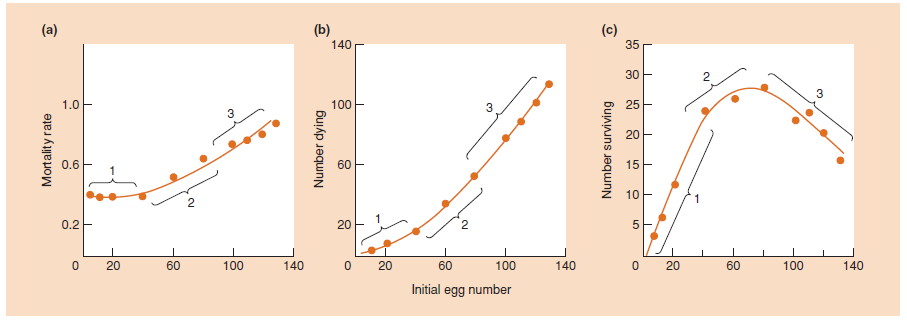 (a)
Mortality rate
1.0
0.6
0.2
1
2
3
0 20 60 100 140
(b)
Number dying
140
100
60
20
1
2
3
0 20 60 100 140
Initial egg number
(c)
Number surviving
35
30
25
20
15
10
5
1
2
3
0 20 60 100 140